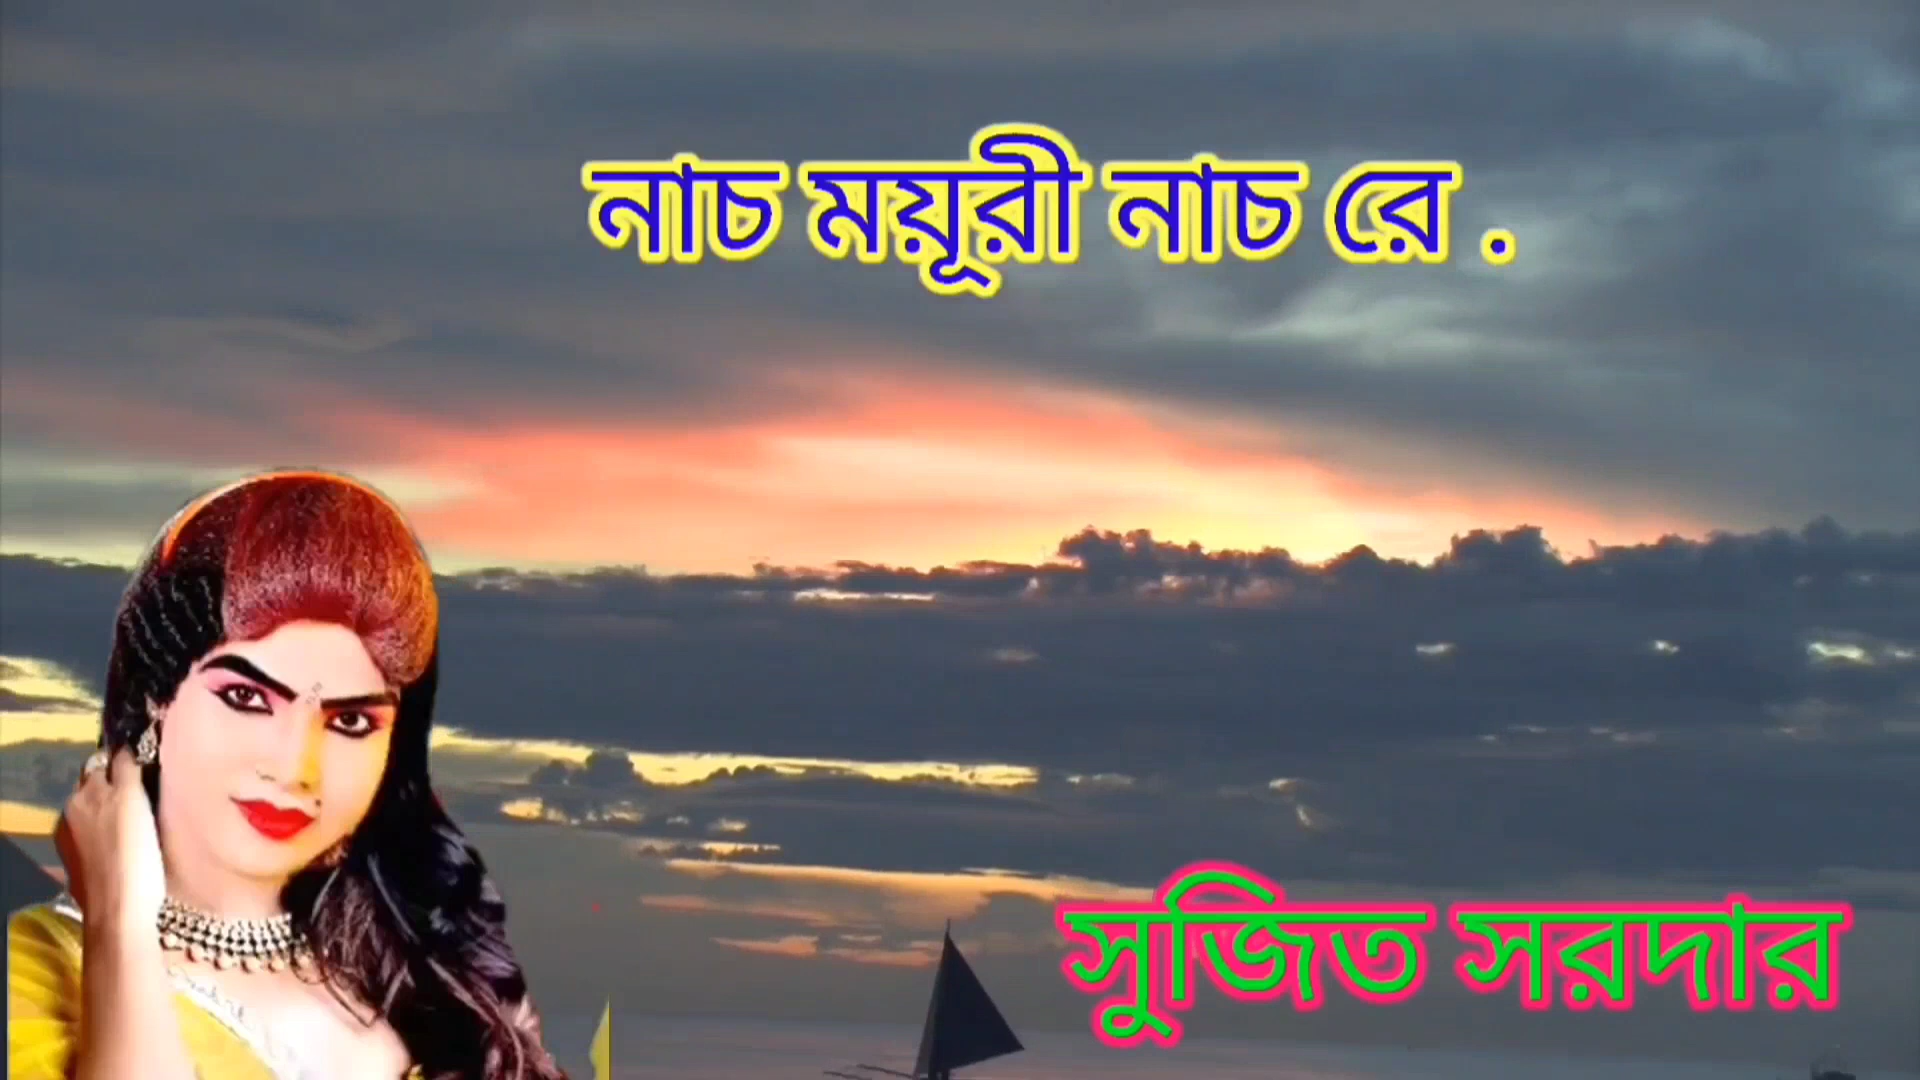 নাচ ময়ূরী নাচ রে .
সুজিত সরদার